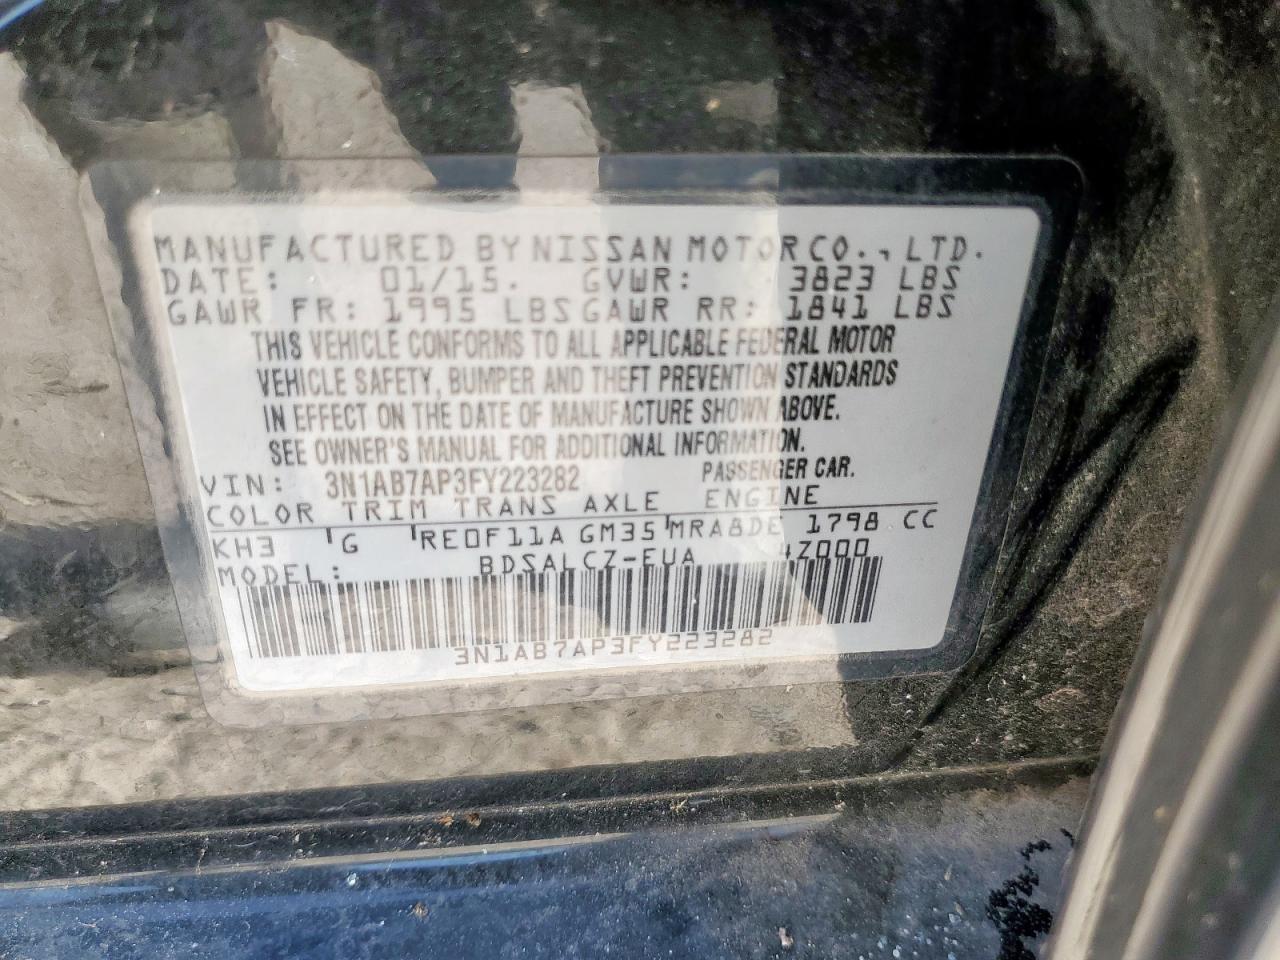 MANUFACTURED BY NISSAN MOTOR CO., LTD.
DATE: 01/15. GVWR: 3823 LBS
GAWR FR: 1995 LBS GAWR RR: 1841 LBS
THIS VEHICLE CONFORMS TO ALL APPLICABLE FEDERAL MOTOR
VEHICLE SAFETY, BUMPER AND THEFT PREVENTION STANDARDS
IN EFFECT ON THE DATE OF MANUFACTURE SHOWN ABOVE.
SEE OWNER'S MANUAL FOR ADDITIONAL INFORMATION.
VIN: 3N1AB7AP3FY223282 PASSENGER CAR.
COLOR TRIM TRANS AXLE ENGINE
KH3 'G 'RE0F11A GM35 'MRA8DE 1798 CC
MODEL: BDSALCZ-EUA 4Z000
3N1AB7AP3FY223282